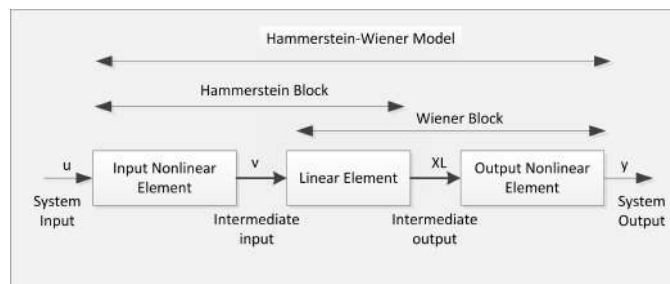 Hammerstein-Wiener Model
Hammerstein Block
Wiener Block
u
Input Nonlinear
Element
v
Linear Element
XL
Output Nonlinear
Element
y
System
Input
Intermediate
input
Intermediate
output
System
Output